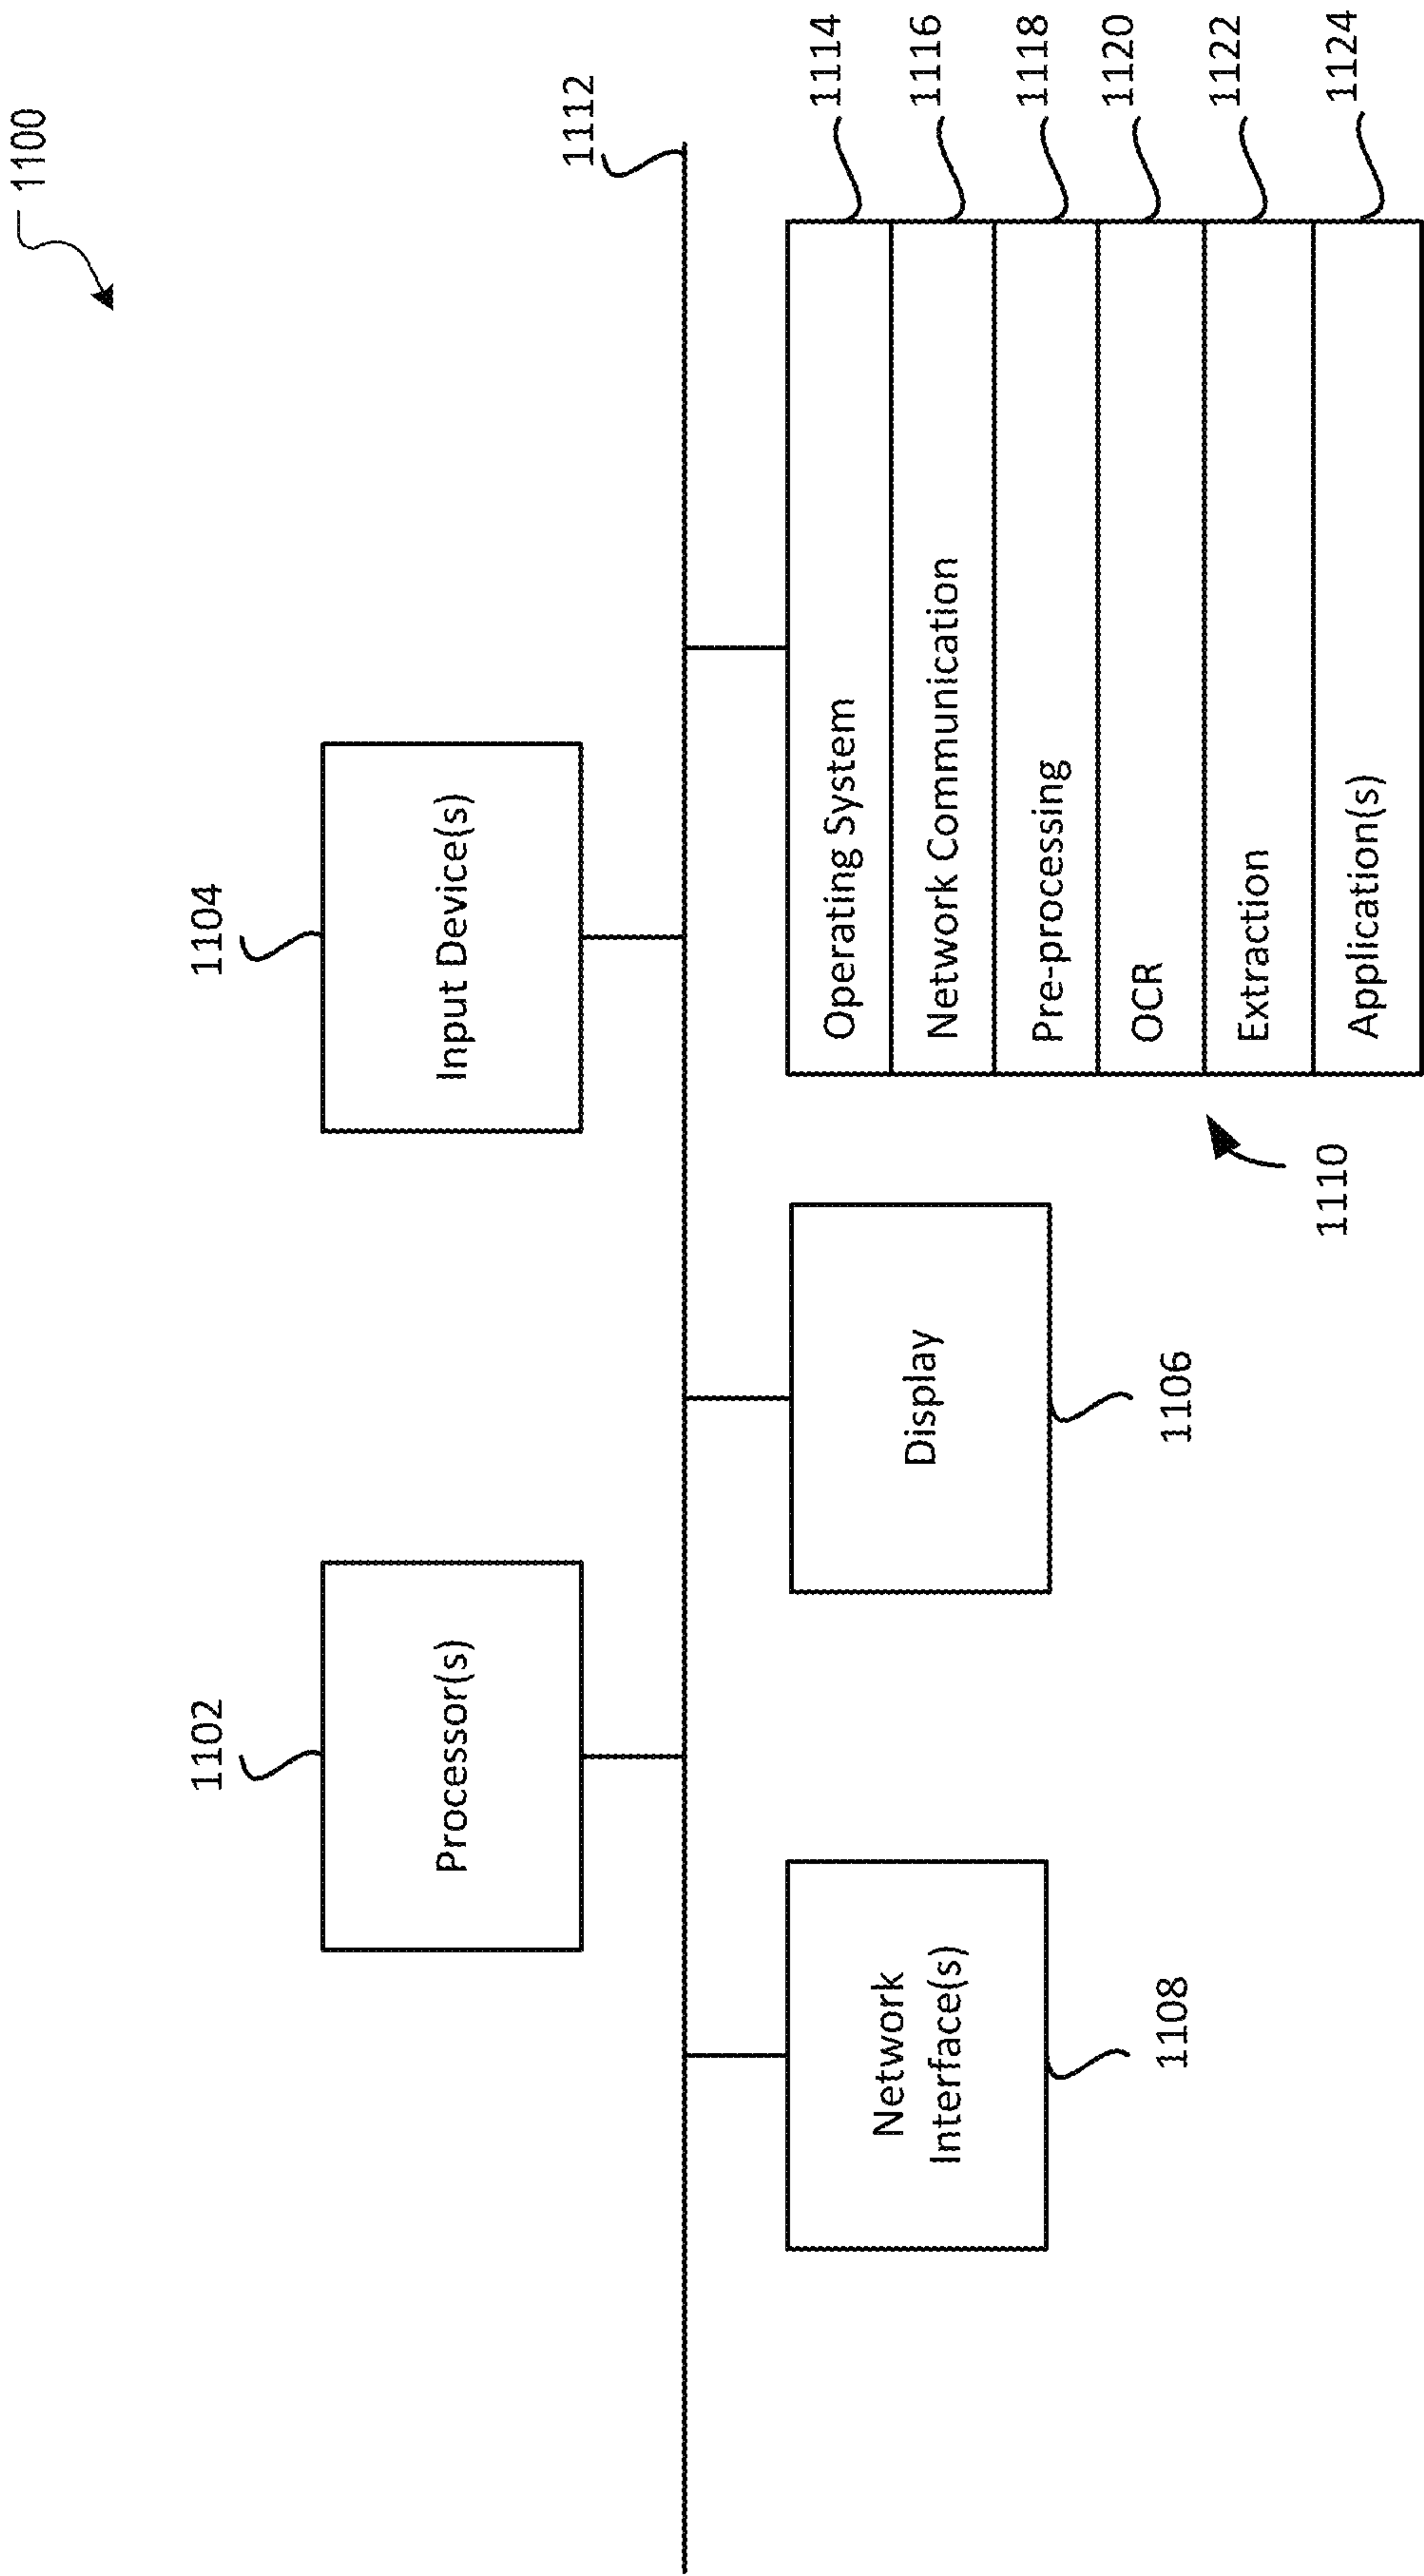 1100
1102
1104
Processor(s)
Input Device(s)
1112
Network
Interface(s)
Display
Operating System
1114
Network Communication
1116
Pre-processing
1118
OCR
1120
Extraction
1122
Application(s)
1124
1108
1106
1110